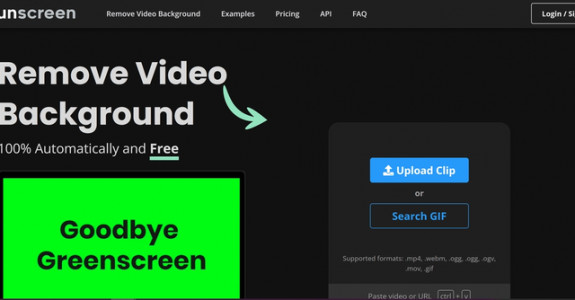 unscreen
Remove Video Background
Examples
Pricing
API
FAQ
Login / Si
Remove Video
Background
100% Automatically and Free
Goodbye
Greenscreen
Upload Clip
or
Search GIF
Supported formats: .mp4, .webm, .ogg, .ogg, .ogv,
.mov, .gif
Paste video or URL ctrl + v